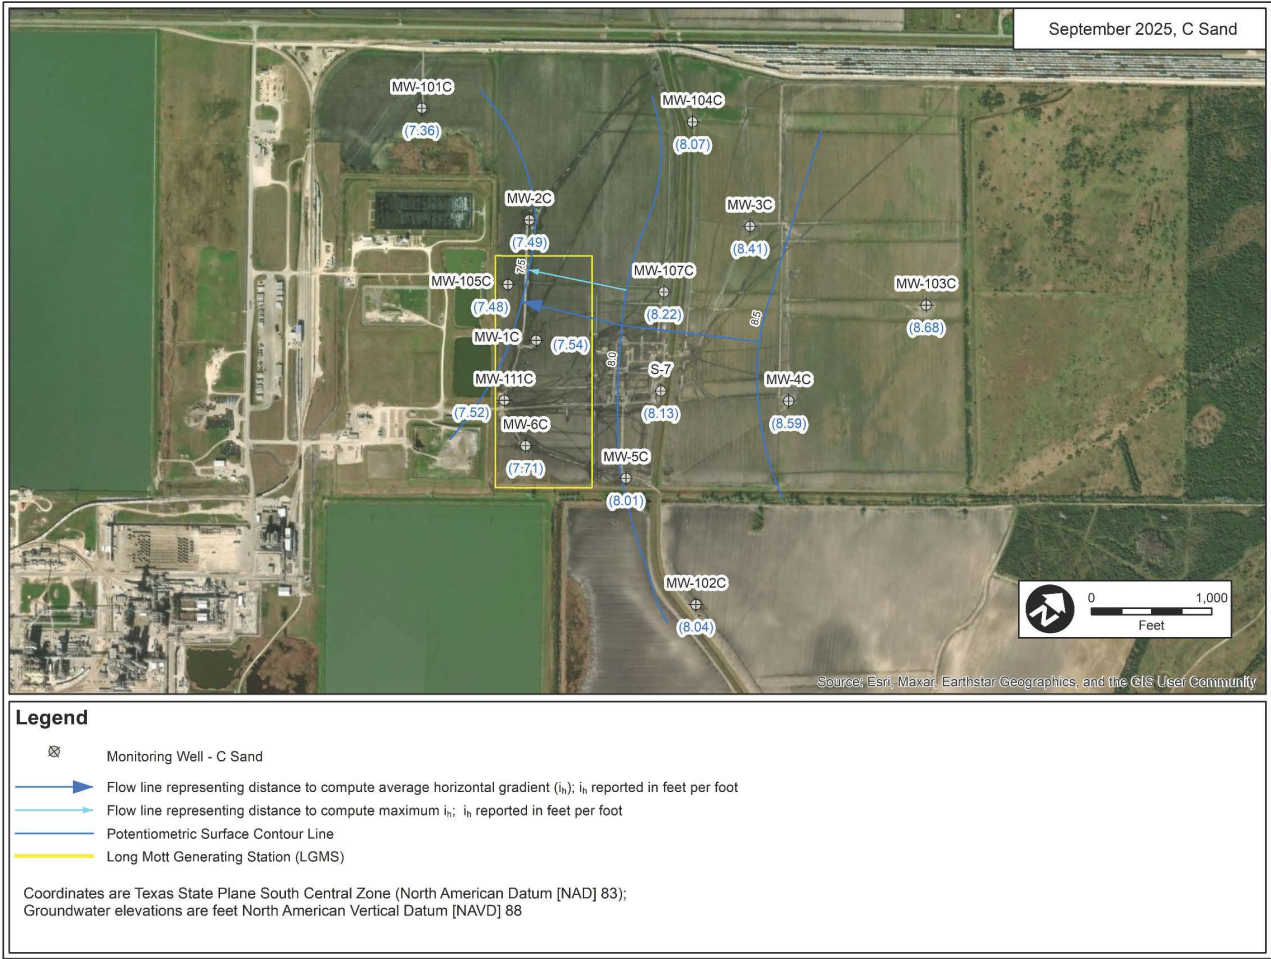 September 2025, C Sand
MW-101C
(7.36)
MW-104C
(8.07)
MW-2C
(7.49)
MW-3C
(8.41)
7.5
MW-105C
(7.48)
MW-107C
(8.22)
MW-103C
(8.68)
8.5
MW-1C
(7.54)
8.0
S-7
(8.13)
MW-111C
(7.52)
MW-4C
(8.59)
MW-6C
(7.71)
MW-5C
(8.01)
MW-102C
(8.04)
N
0 1,000
Feet
Source: Esri, Maxar, Earthstar Geographics, and the GIS User Community
Legend
Monitoring Well - C Sand
Flow line representing distance to compute average horizontal gradient (iₕ); iₕ reported in feet per foot
Flow line representing distance to compute maximum iₕ; iₕ reported in feet per foot
Potentiometric Surface Contour Line
Long Mott Generating Station (LGMS)
Coordinates are Texas State Plane South Central Zone (North American Datum [NAD] 83);
Groundwater elevations are feet North American Vertical Datum [NAVD] 88